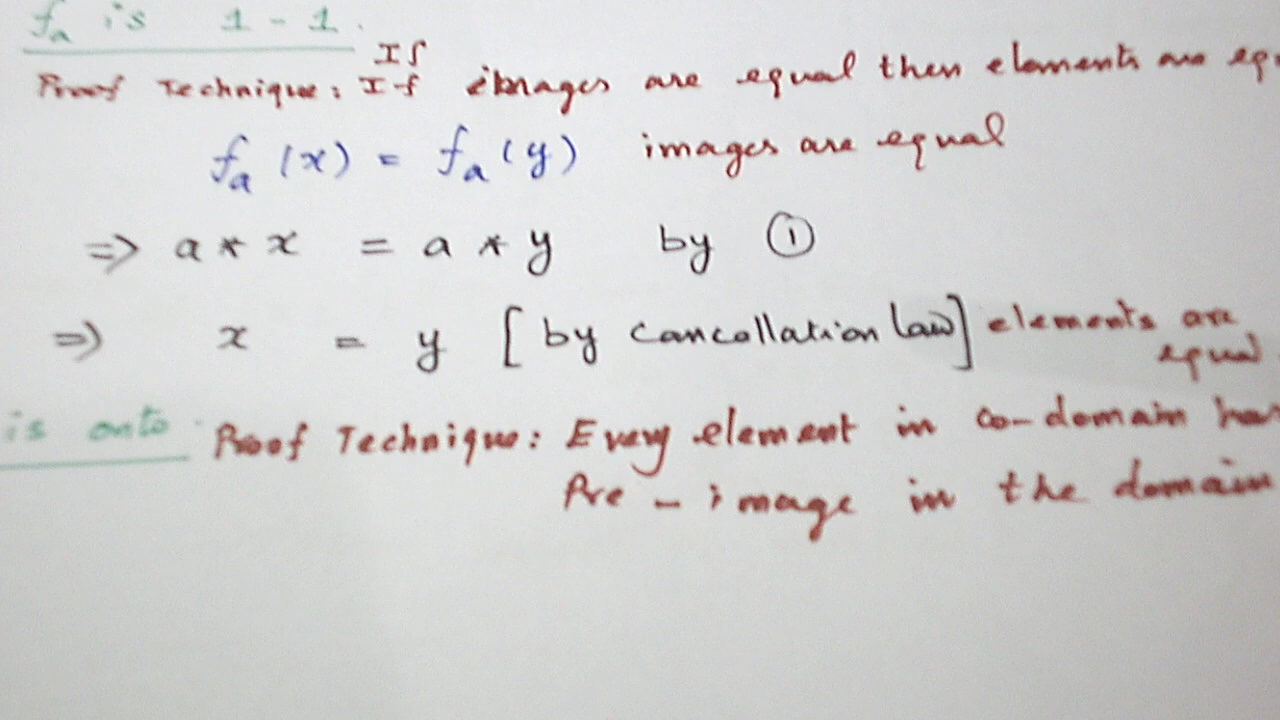 fa is 1 - 1.
If
Proof Technique: If images are equal then elements are equ
fa (x) = fa (y) images are equal
=> a * x = a * y by ①
=> x = y [by cancellation law] elements are
equal
is onto Proof Technique: Every element in co-domain has
Pre - image in the domain